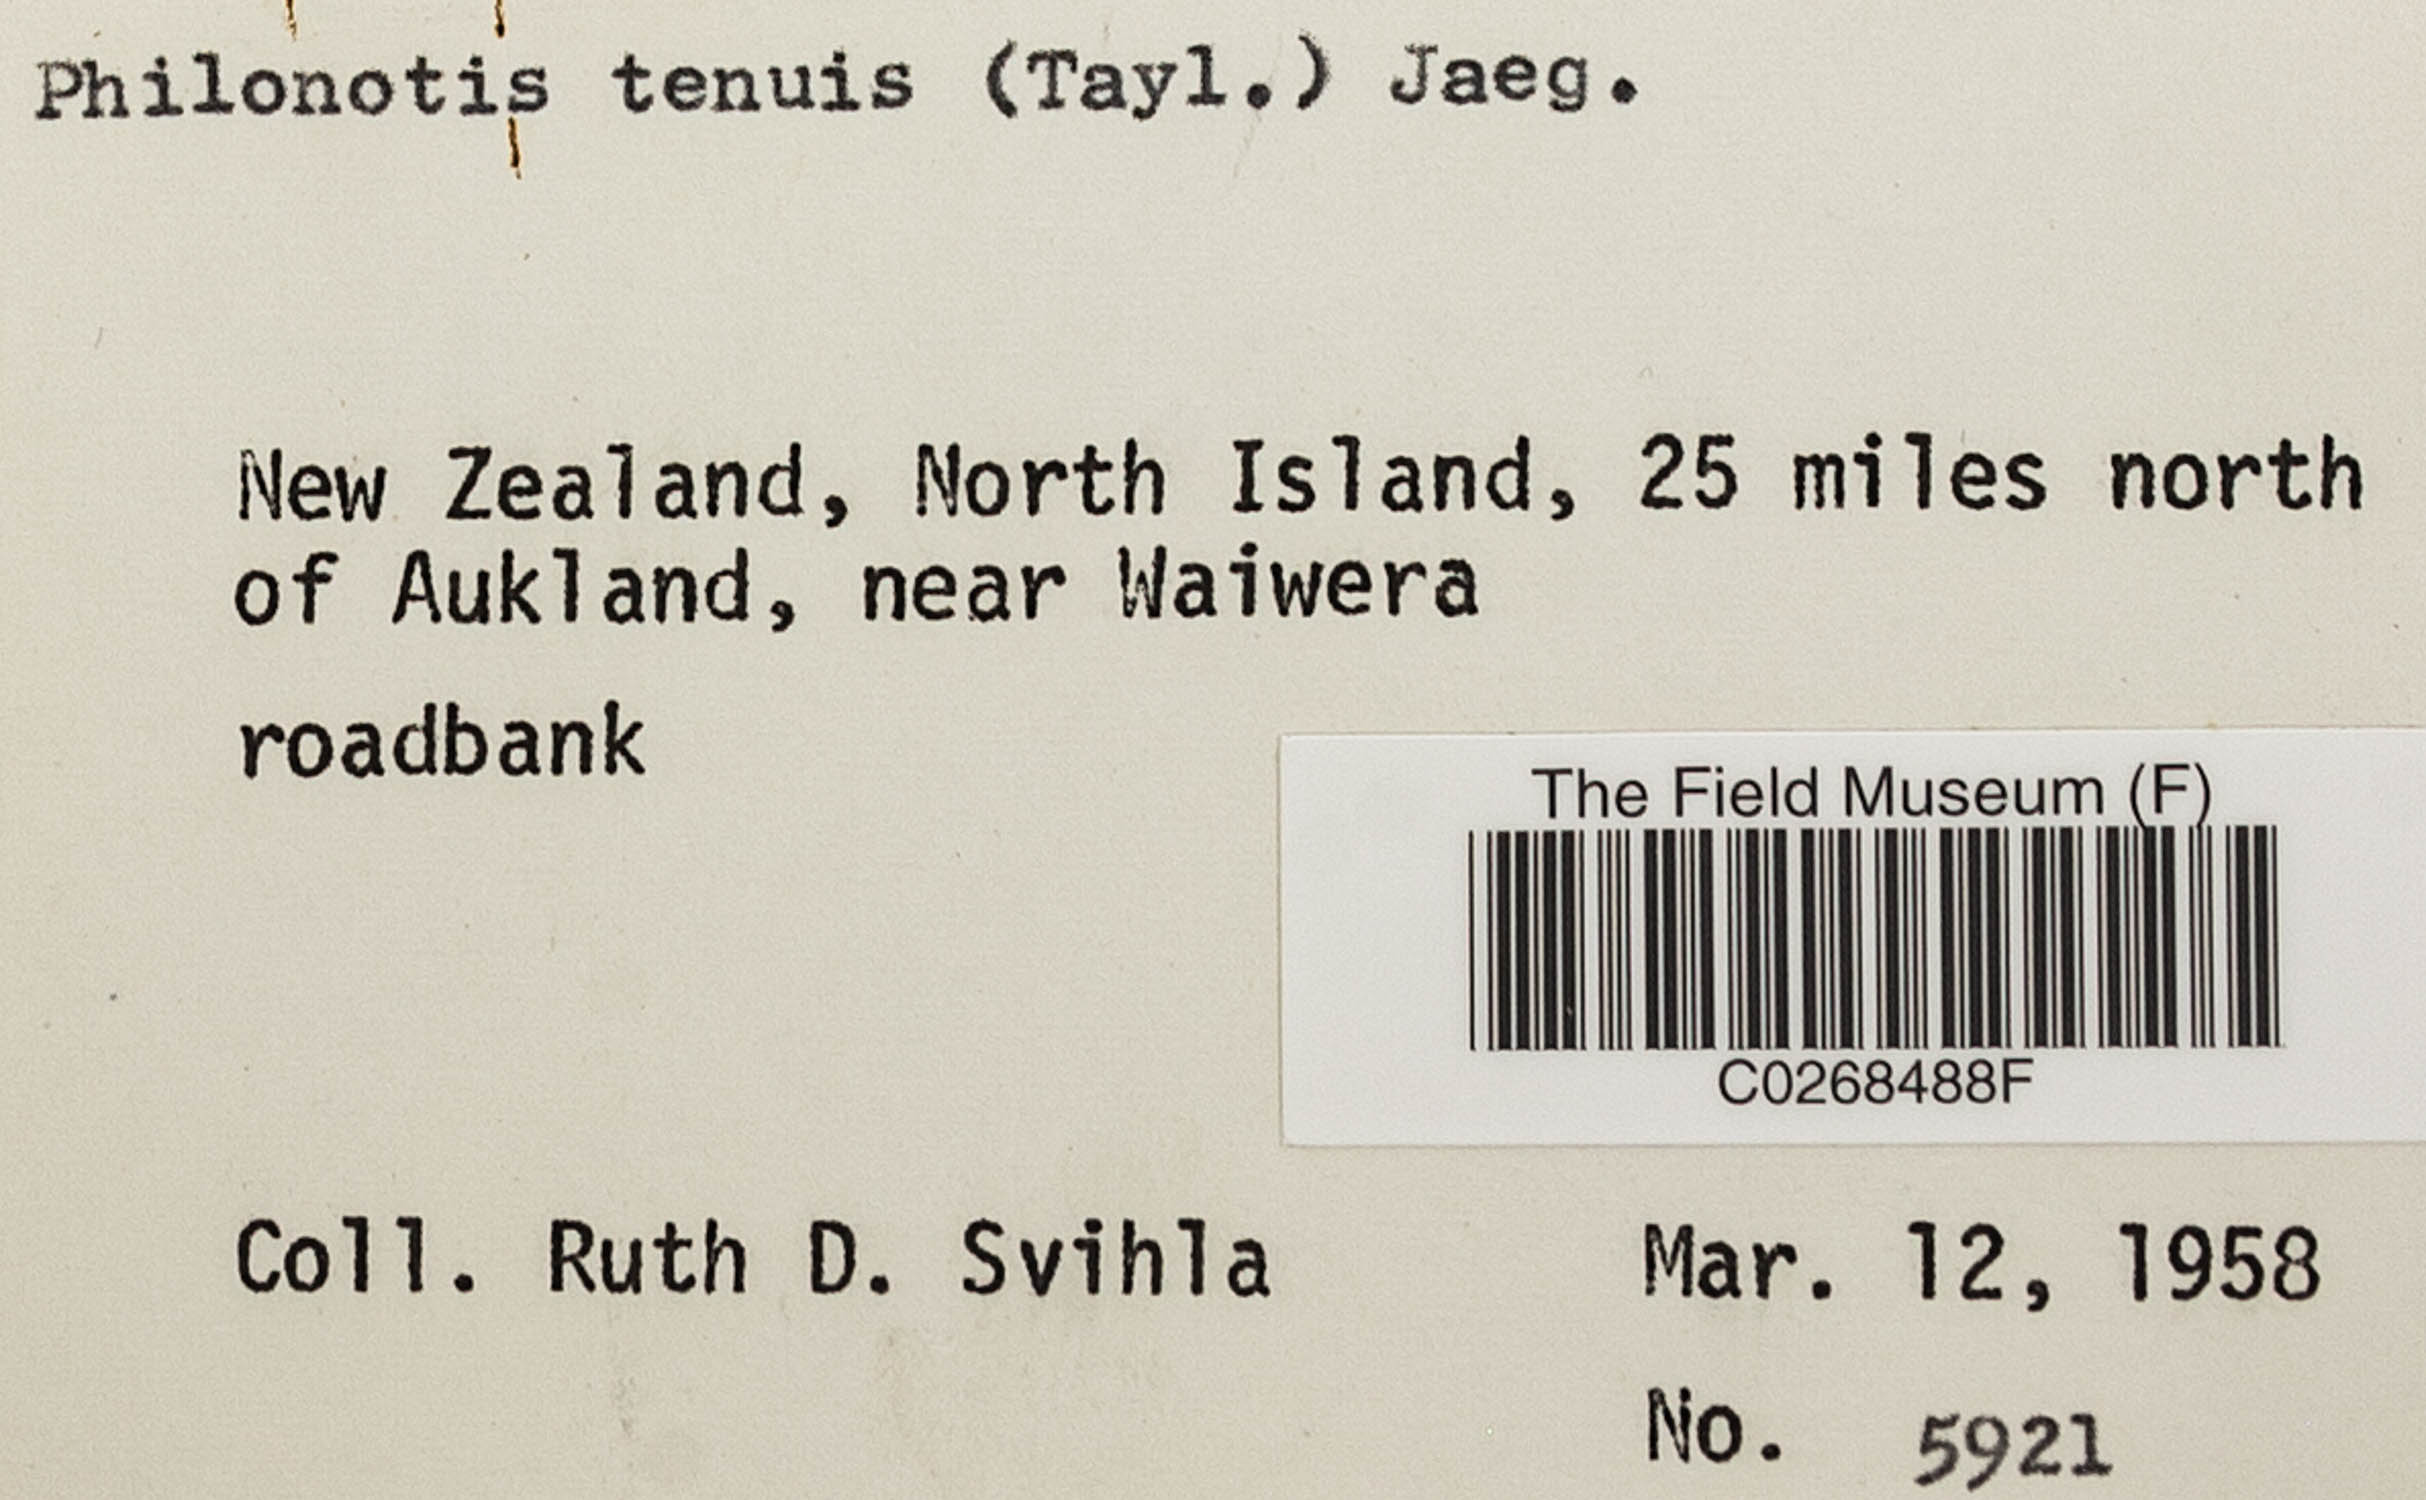 Philonotis tenuis (Tayl.) Jaeg.
New Zealand, North Island, 25 miles north
of Aukland, near Waiwera
roadbank
The Field Museum (F)
C0268488F
Coll. Ruth D. Svihla
Mar. 12, 1958
No. 5921